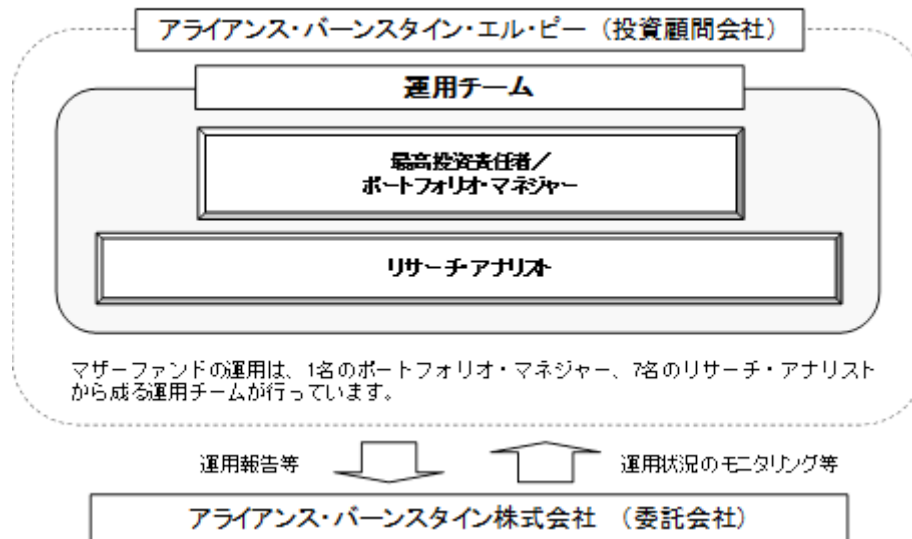 アライアンス・バーンスタイン・エル・ピー（投資顧問会社）
運用チーム
最高投資責任者／
ポートフォリオ・マネジャー
リサーチ・アナリスト
マザーファンドの運用は、1名のポートフォリオ・マネジャー、7名のリサーチ・アナリスト
から成る運用チームが行っています。
運用報告等
運用状況のモニタリング等
アライアンス・バーンスタイン株式会社　（委託会社）